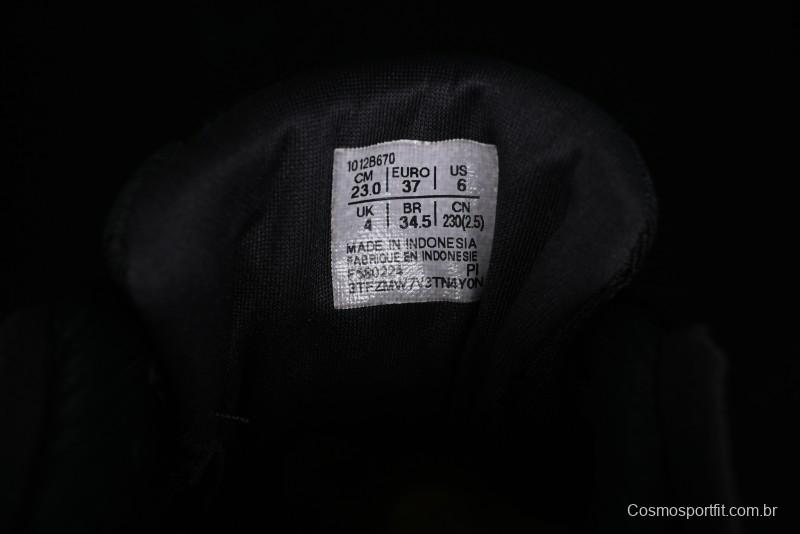 1012B670
CM EURO US
23.0 37 6
UK BR CN
4 34.5 230(2.5)
MADE IN INDONESIA
FABRIQUE EN INDONESIE
PI
Cosmosportfit.com.br